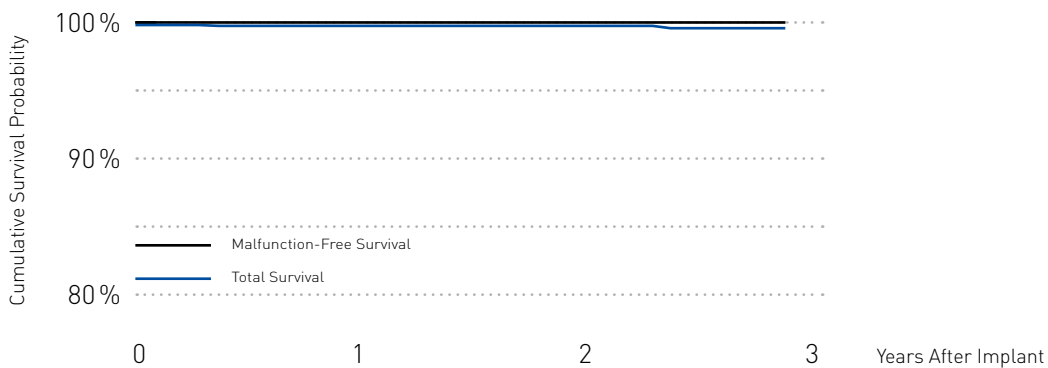 Cumulative Survival Probability
100 %
90 %
80 %
Malfunction-Free Survival
Total Survival
0 1 2 3 Years After Implant